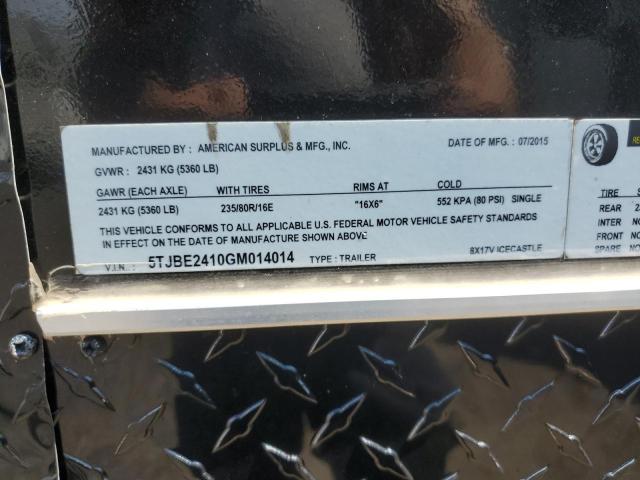 MANUFACTURED BY : AMERICAN SURPLUS & MFG., INC. DATE OF MFG. : 07/2015
GVWR : 2431 KG (5360 LB)
GAWR (EACH AXLE) WITH TIRES RIMS AT COLD
2431 KG (5360 LB) 235/80R/16E "16X6" 552 KPA (80 PSI) SINGLE
THIS VEHICLE CONFORMS TO ALL APPLICABLE U.S. FEDERAL MOTOR VEHICLE SAFETY STANDARDS
IN EFFECT ON THE DATE OF MANUFACTURE SHOWN ABOVE
V.I.N. : 5TJBE2410GM014014 TYPE : TRAILER 8X17V ICECASTLE
TIRE
REAR
FRONT
SPARE